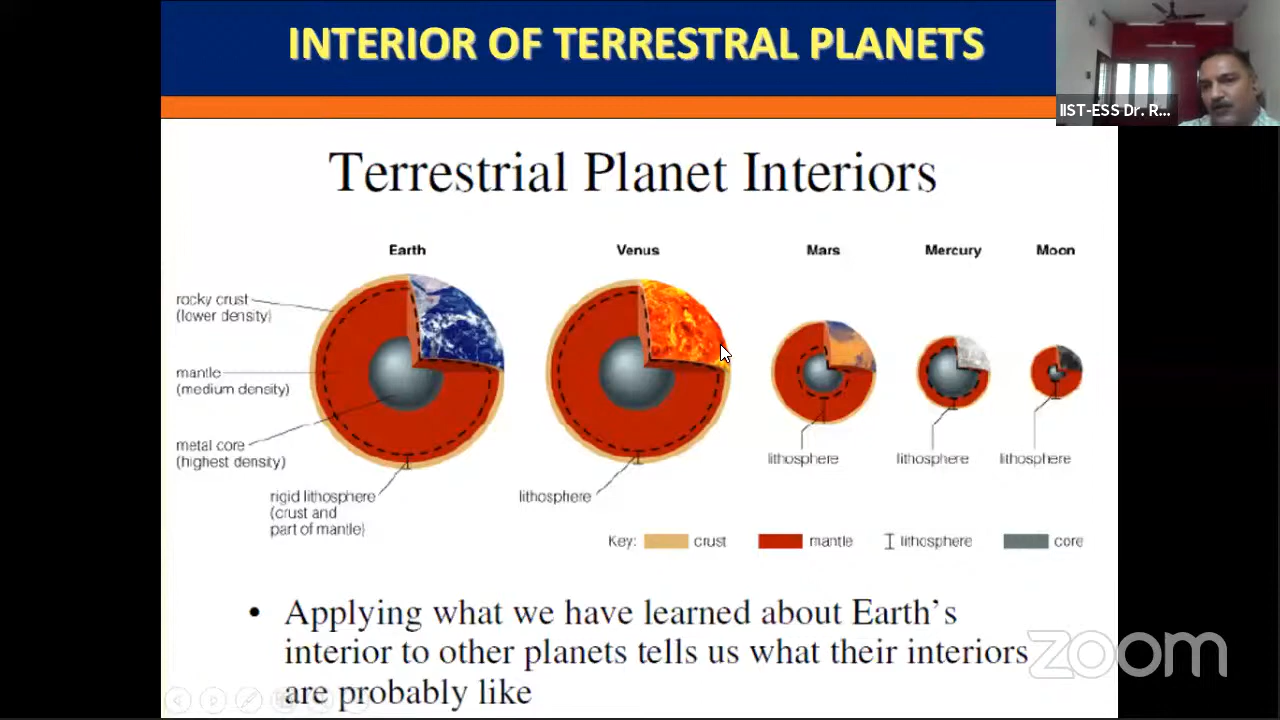 INTERIOR OF TERRESTRAL PLANETS
IIST-ESS Dr. R...
Terrestrial Planet Interiors
Earth
Venus
Mars
Mercury
Moon
rocky crust
(lower density)
mantle
(medium density)
metal core
(highest density)
rigid lithosphere
(crust and
part of mantle)
lithosphere
lithosphere
lithosphere
lithosphere
Key: crust mantle lithosphere core
• Applying what we have learned about Earth's
interior to other planets tells us what their interiors
are probably like
zoom